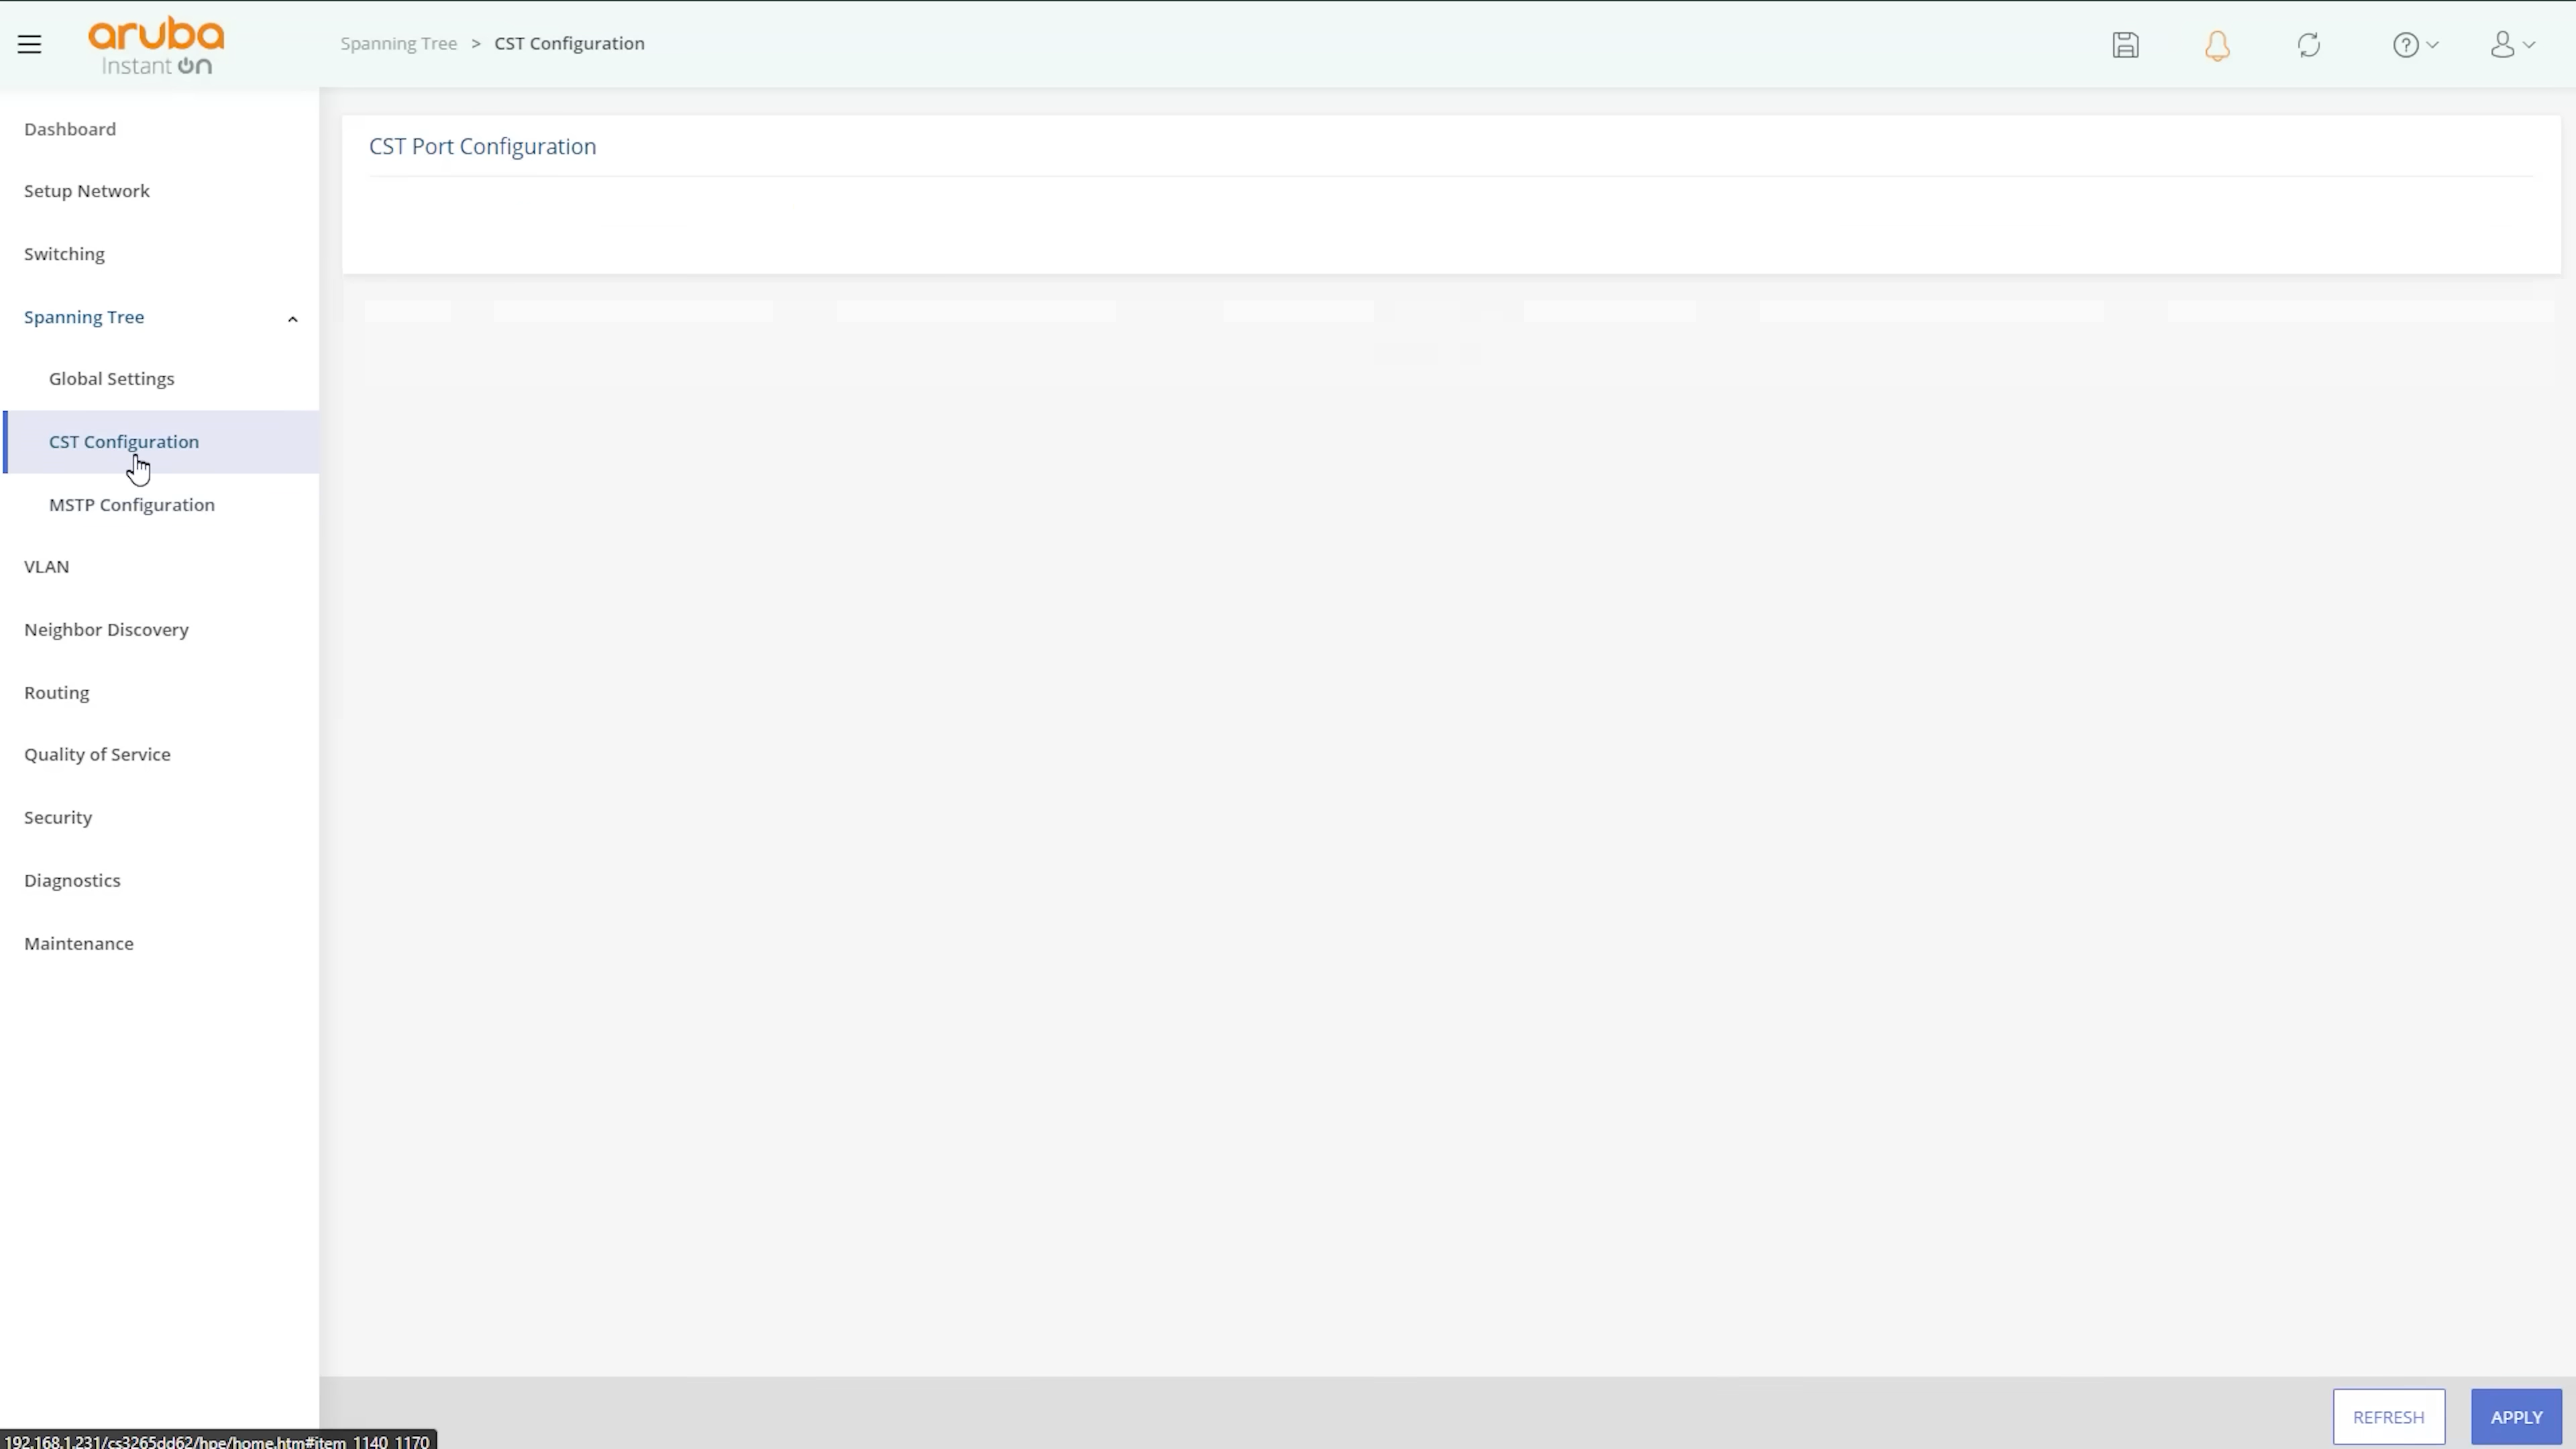 aruba
Instant On
Spanning Tree > CST Configuration
Dashboard
Setup Network
Switching
Spanning Tree
Global Settings
CST Configuration
MSTP Configuration
VLAN
Neighbor Discovery
Routing
Quality of Service
Security
Diagnostics
Maintenance
CST Port Configuration
REFRESH
APPLY
192.168.1.231/cs3265dd62/hpe/home.htm#item_1140_1170